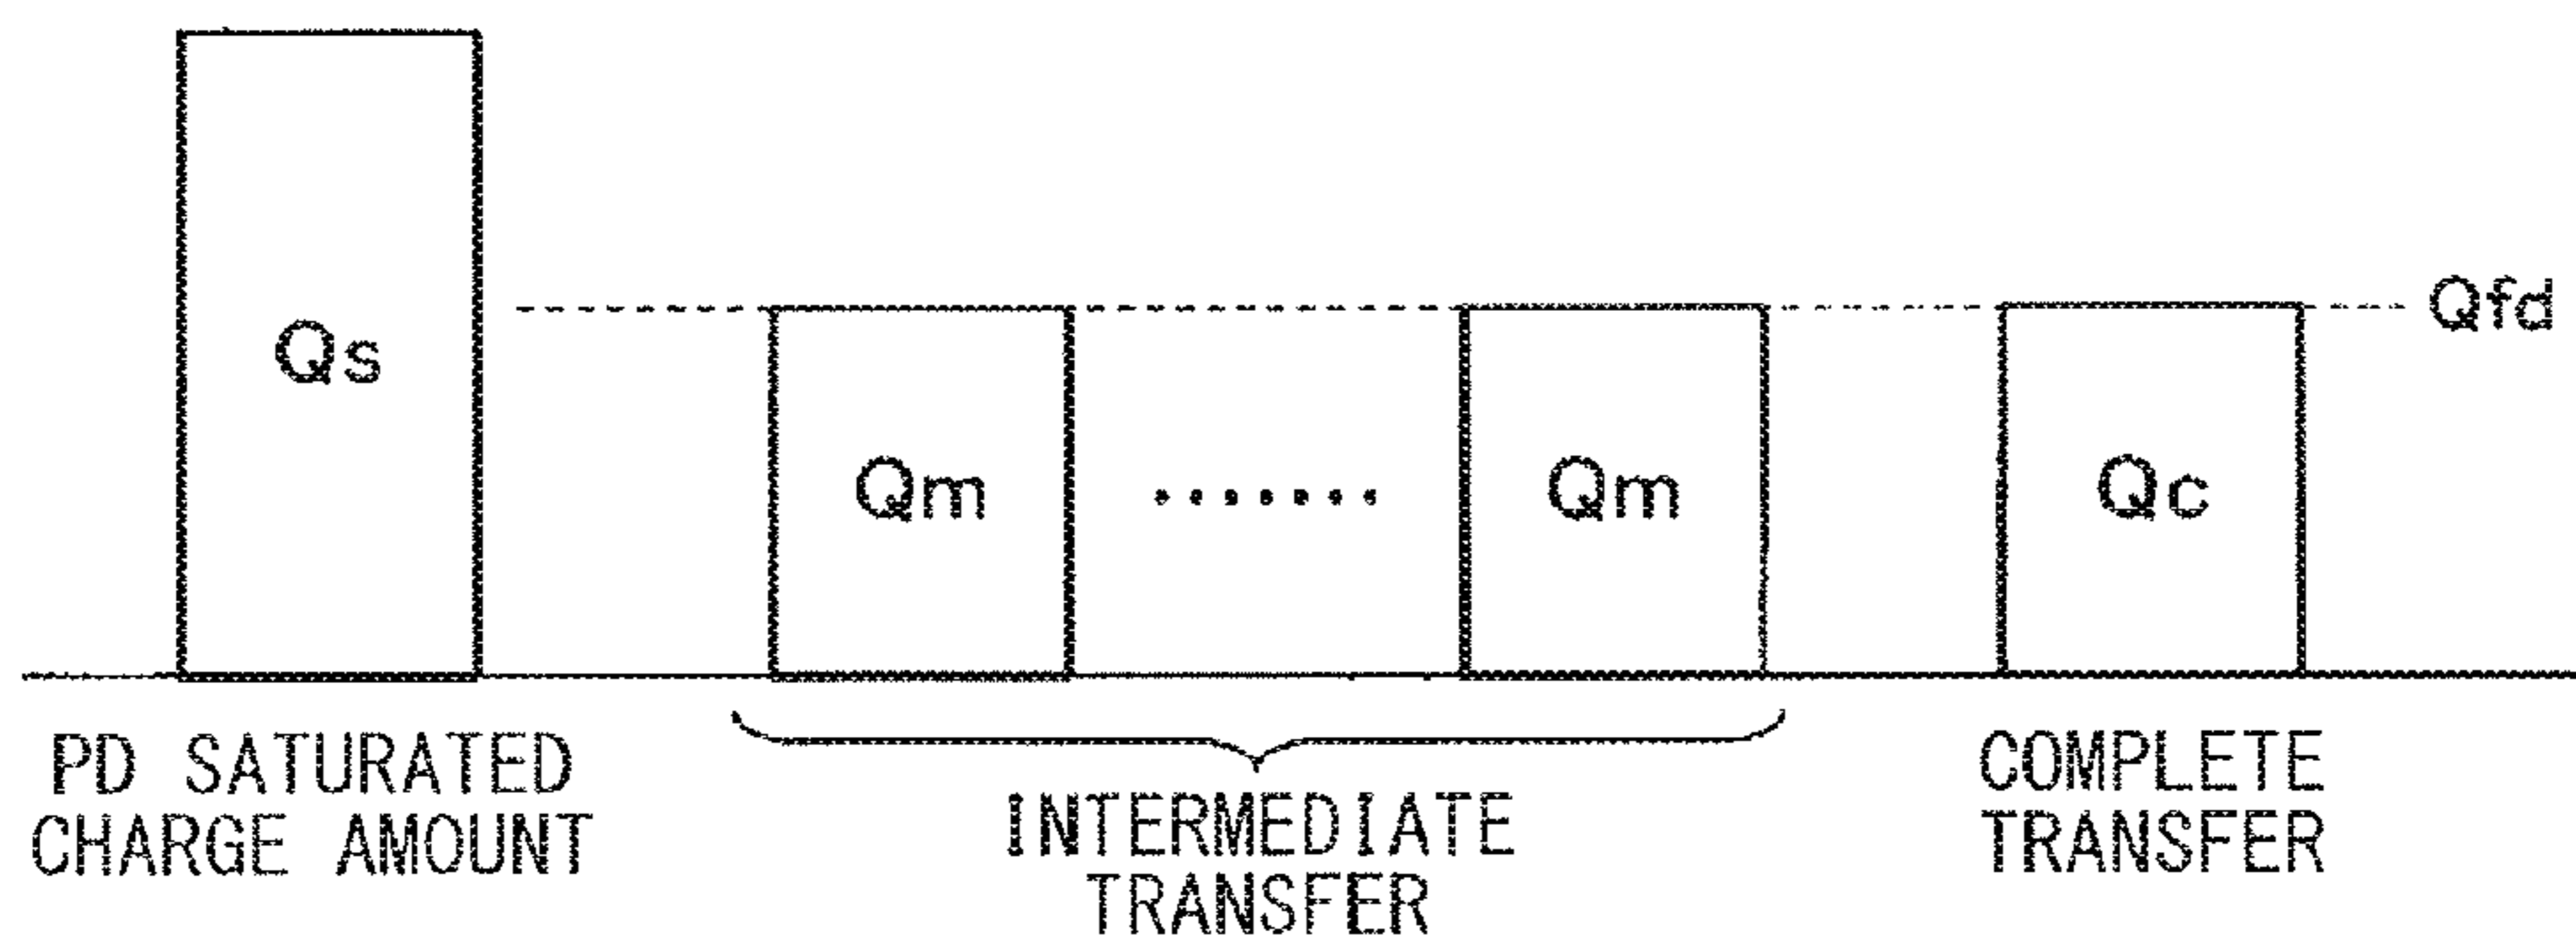 Qs
Qm
.......
Qm
Qc
Qfd
PD SATURATED
CHARGE AMOUNT
INTERMEDIATE
TRANSFER
COMPLETE
TRANSFER